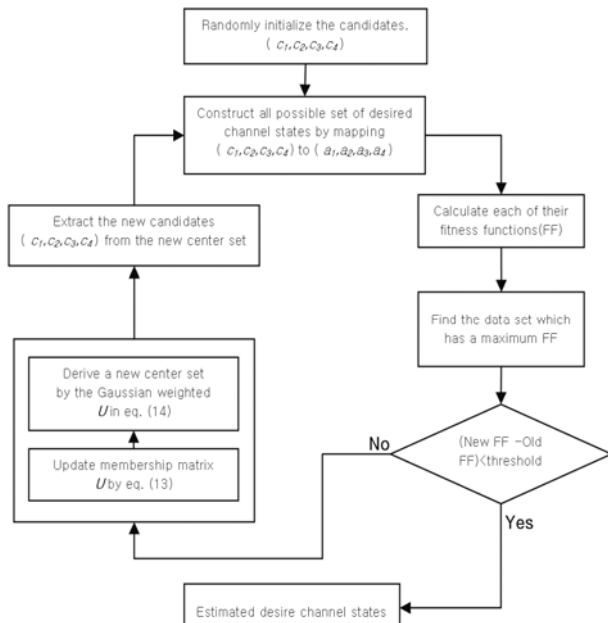 Randomly initialize the candidates.
( c1,c2,c3,c4)
Construct all possible set of desired
channel states by mapping
( c1,c2,c3,c4) to ( a1,a2,a3,a4)
Extract the new candidates
( c1,c2,c3,c4) from the new center set
Calculate each of their
fitness functions(FF)
Find the data set which
has a maximum FF
Derive a new center set
by the Gaussian weighted
U in eq. (14)
Update membership matrix
U by eq. (13)
No
(New FF -Old
FF)<threshold
Yes
Estimated desire channel states